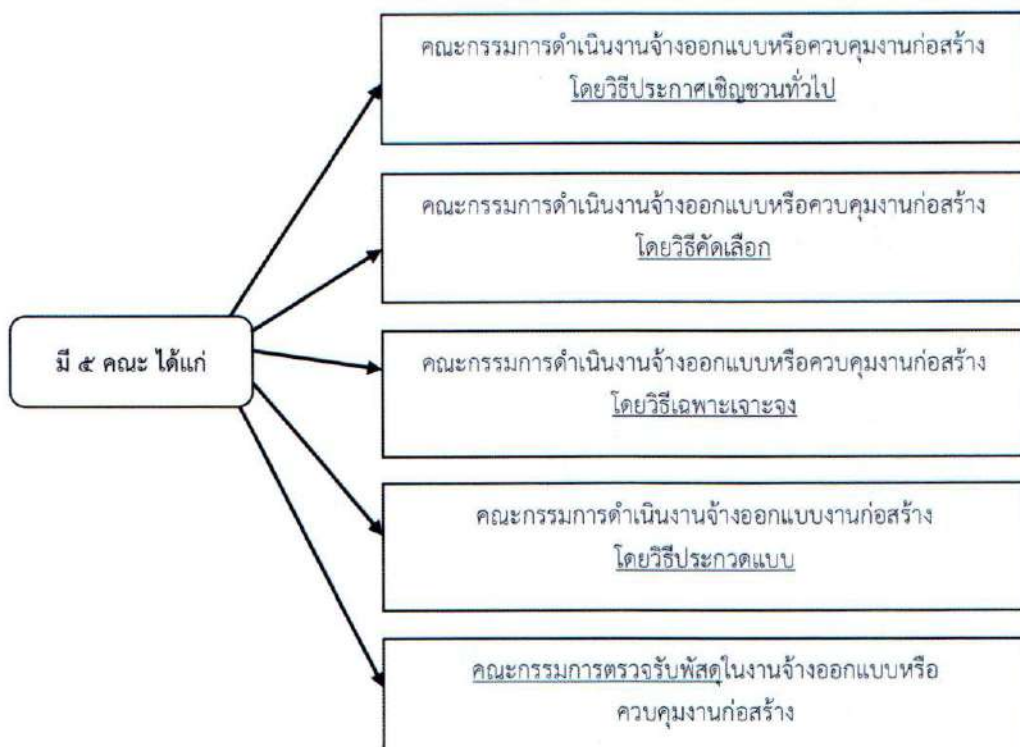 คณะกรรมการดำเนินงานจ้างออกแบบหรือควบคุมงานก่อสร้าง
โดยวิธีประกาศเชิญชวนทั่วไป
คณะกรรมการดำเนินงานจ้างออกแบบหรือควบคุมงานก่อสร้าง
โดยวิธีคัดเลือก
มี ๕ คณะ ได้แก่
คณะกรรมการดำเนินงานจ้างออกแบบหรือควบคุมงานก่อสร้าง
โดยวิธีเฉพาะเจาะจง
คณะกรรมการดำเนินงานจ้างออกแบบงานก่อสร้าง
โดยวิธีประกวดแบบ
คณะกรรมการตรวจรับพัสดุในงานจ้างออกแบบหรือ
ควบคุมงานก่อสร้าง